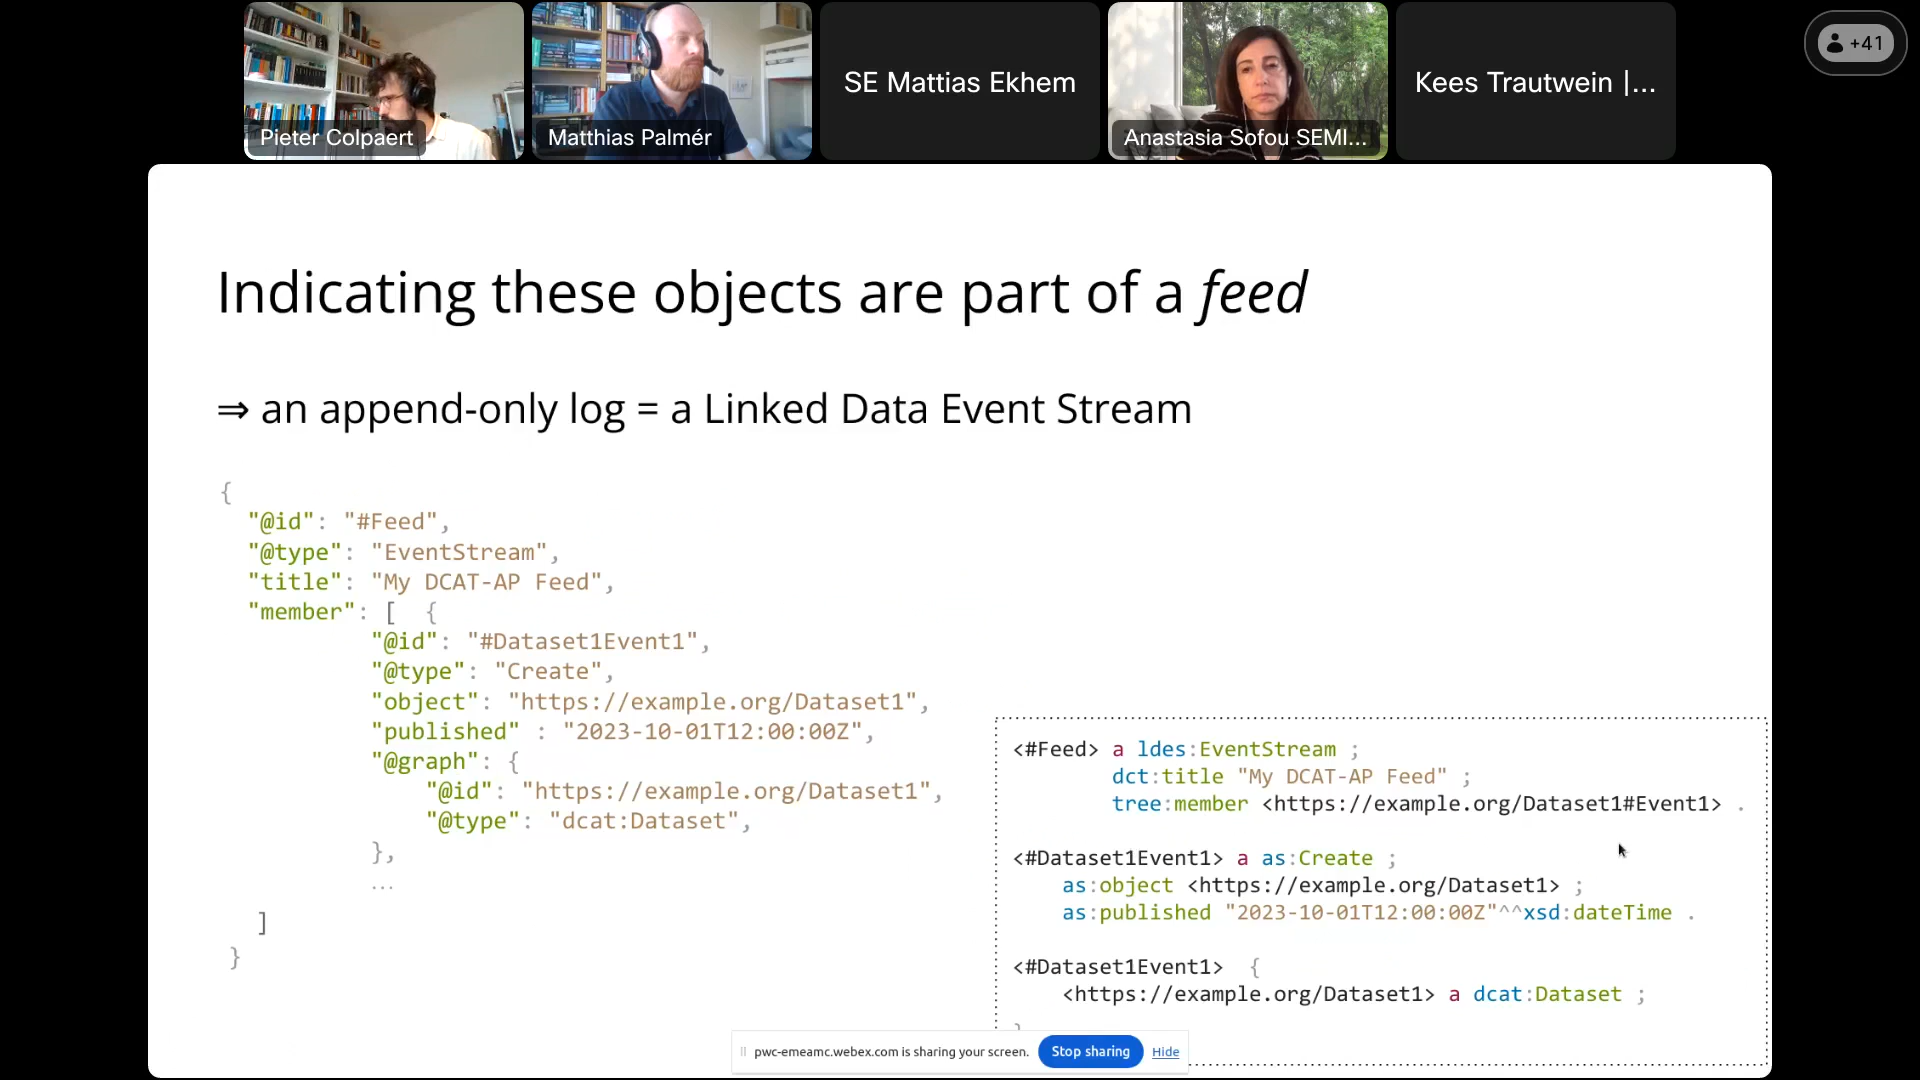 Pieter Colpaert
Matthias Palmér
SE Mattias Ekhem
Anastasia Sofou SEMI...
Kees Trautwein |...
+41
Indicating these objects are part of a feed
⇒ an append-only log = a Linked Data Event Stream
{
"@id": "#Feed",
"@type": "EventStream",
"title": "My DCAT-AP Feed",
"member": [ {
"@id": "#Dataset1Event1",
"@type": "Create",
"object": "https://example.org/Dataset1",
"published" : "2023-10-01T12:00:00Z",
"@graph": {
"@id": "https://example.org/Dataset1",
"@type": "dcat:Dataset",
},
...
]
}
<#Feed> a ldes:EventStream ;
dct:title "My DCAT-AP Feed" ;
tree:member <https://example.org/Dataset1#Event1> .
<#Dataset1Event1> a as:Create ;
as:object <https://example.org/Dataset1> ;
as:published "2023-10-01T12:00:00Z"^^xsd:dateTime .
<#Dataset1Event1> {
<https://example.org/Dataset1> a dcat:Dataset ;
pwc-emeamc.webex.com is sharing your screen.
Stop sharing
Hide